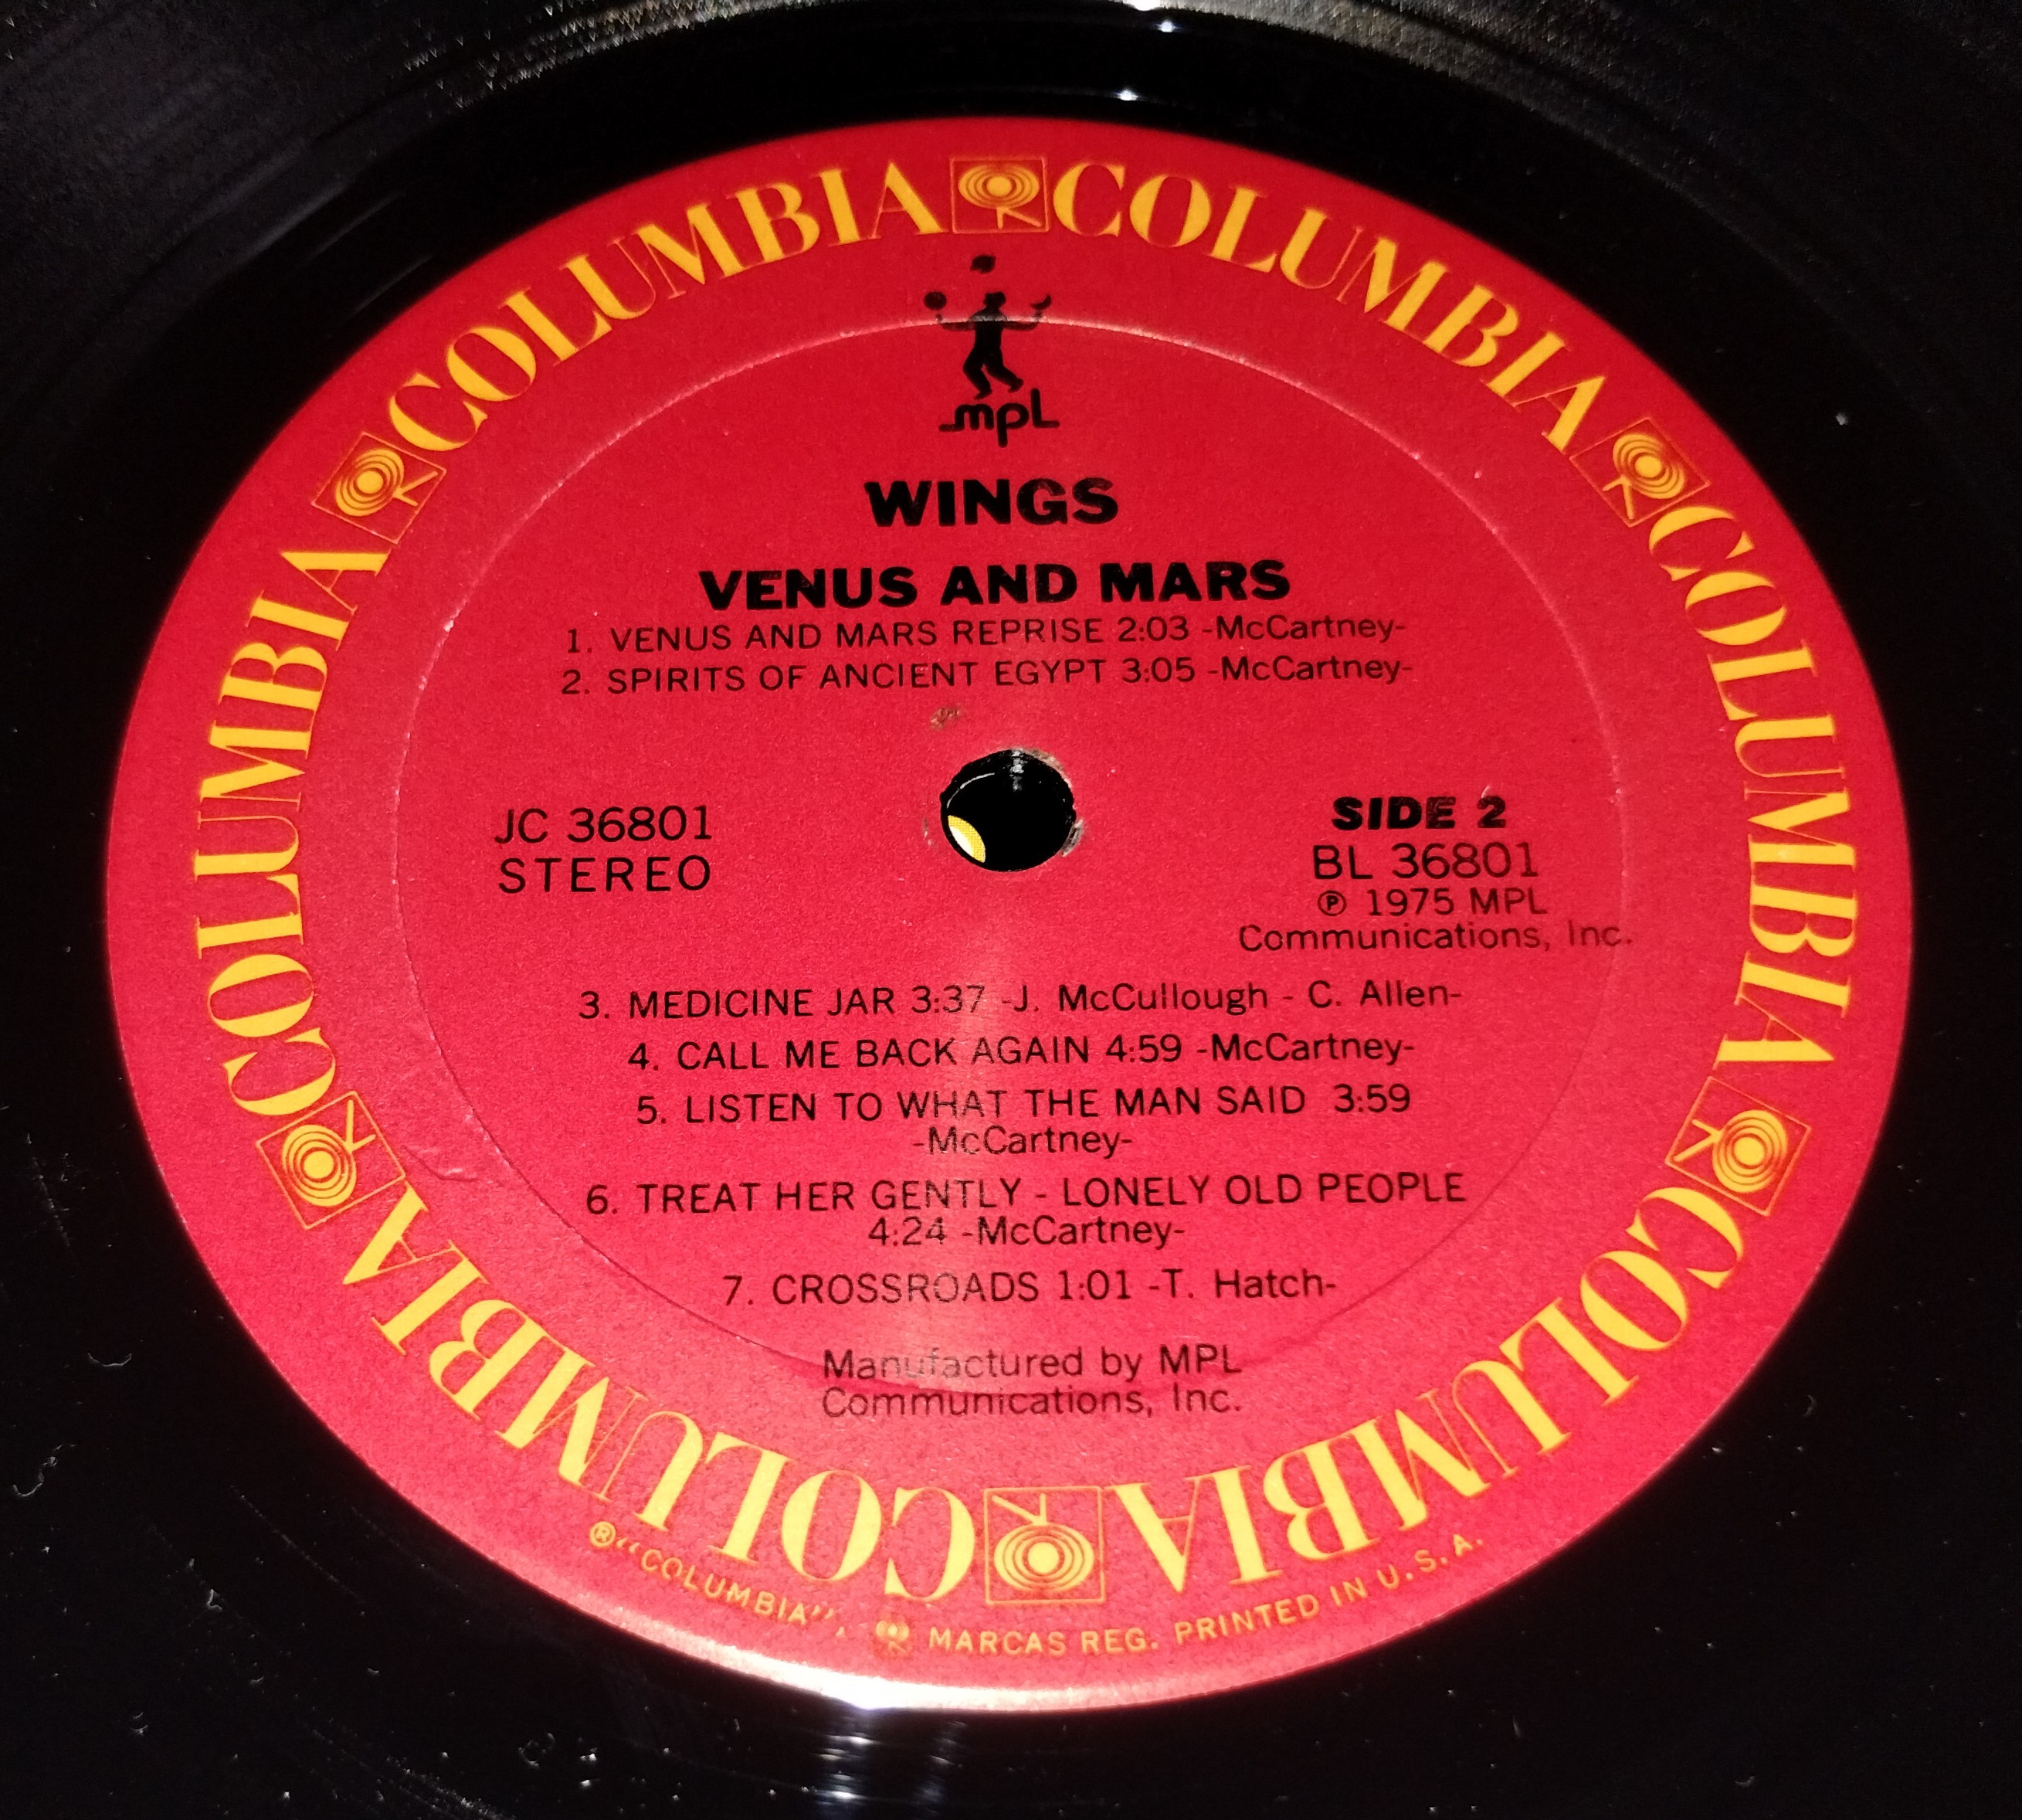 COLUMBIA COLUMBIA COLUMBIA COLUMBIA COLUMBIA COLUMBIA
mpL
WINGS
VENUS AND MARS
1. VENUS AND MARS REPRISE 2:03 -McCartney-
2. SPIRITS OF ANCIENT EGYPT 3:05 -McCartney-
JC 36801
STEREO
SIDE 2
BL 36801
℗ 1975 MPL
Communications, Inc.
3. MEDICINE JAR 3:37 -J. McCullough - C. Allen-
4. CALL ME BACK AGAIN 4:59 -McCartney-
5. LISTEN TO WHAT THE MAN SAID 3:59
-McCartney-
6. TREAT HER GENTLY - LONELY OLD PEOPLE
4:24 -McCartney-
7. CROSSROADS 1:01 -T. Hatch-
Manufactured by MPL
Communications, Inc.
®"COLUMBIA", MARCAS REG. PRINTED IN U.S.A.